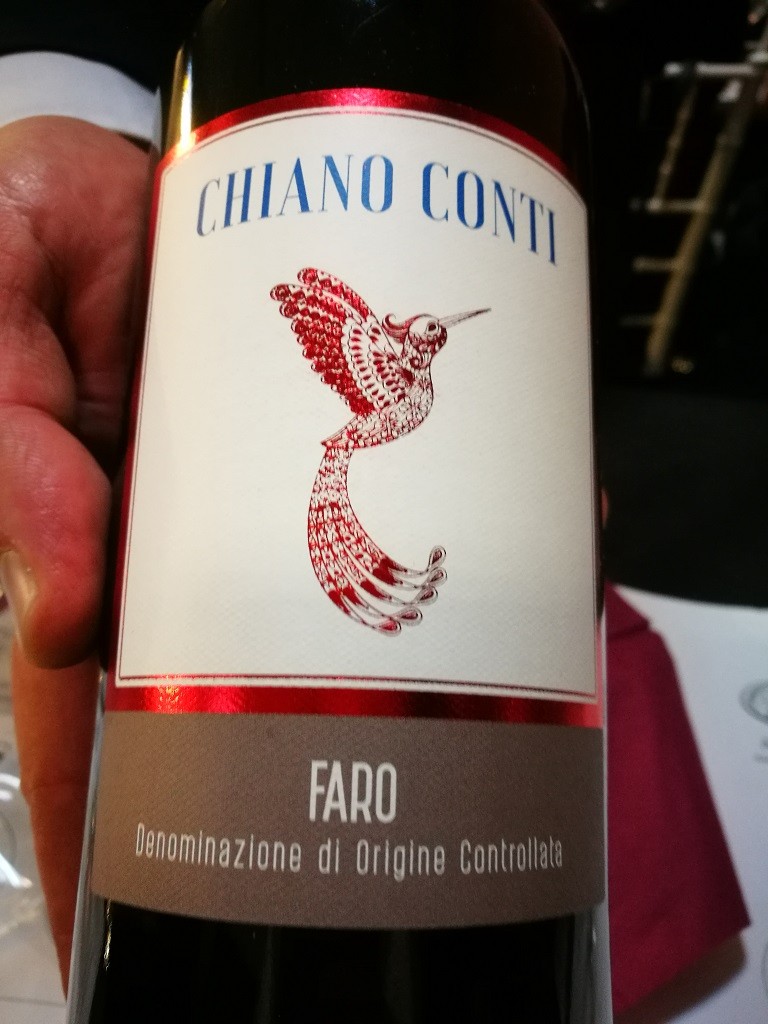 CHIANO CONTI
FARO
Denominazione di Origine Controllata